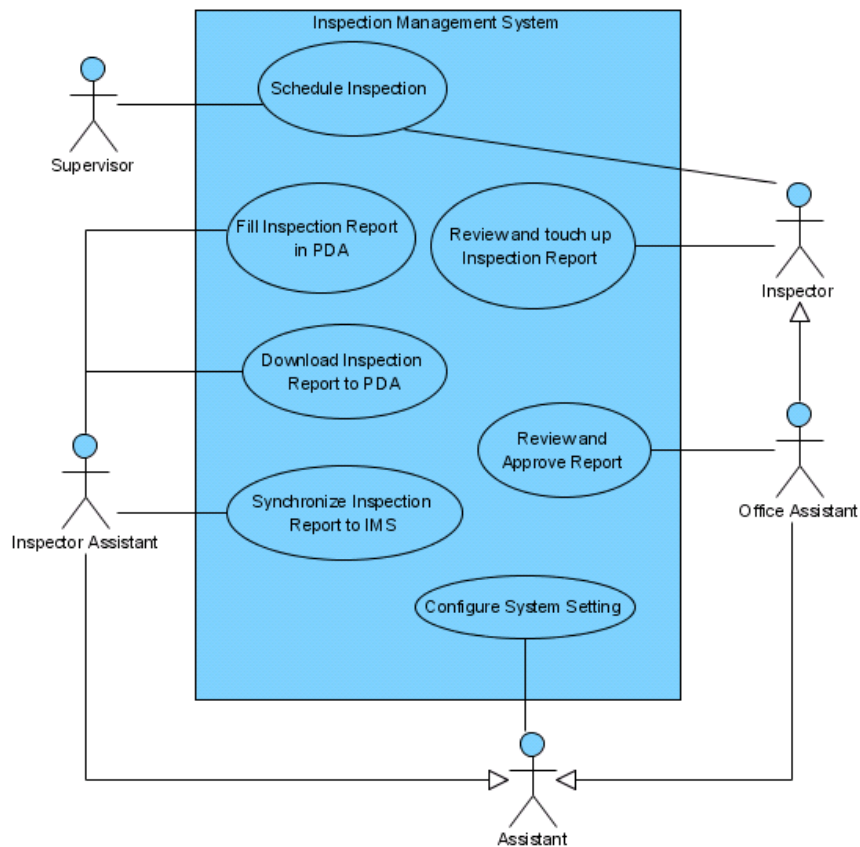 Inspection Management System
Schedule Inspection
Supervisor
Fill Inspection Report
in PDA
Review and touch up
Inspection Report
Inspector
Download Inspection
Report to PDA
Review and
Approve Report
Office Assistant
Synchronize Inspection
Report to IMS
Inspector Assistant
Configure System Setting
Assistant